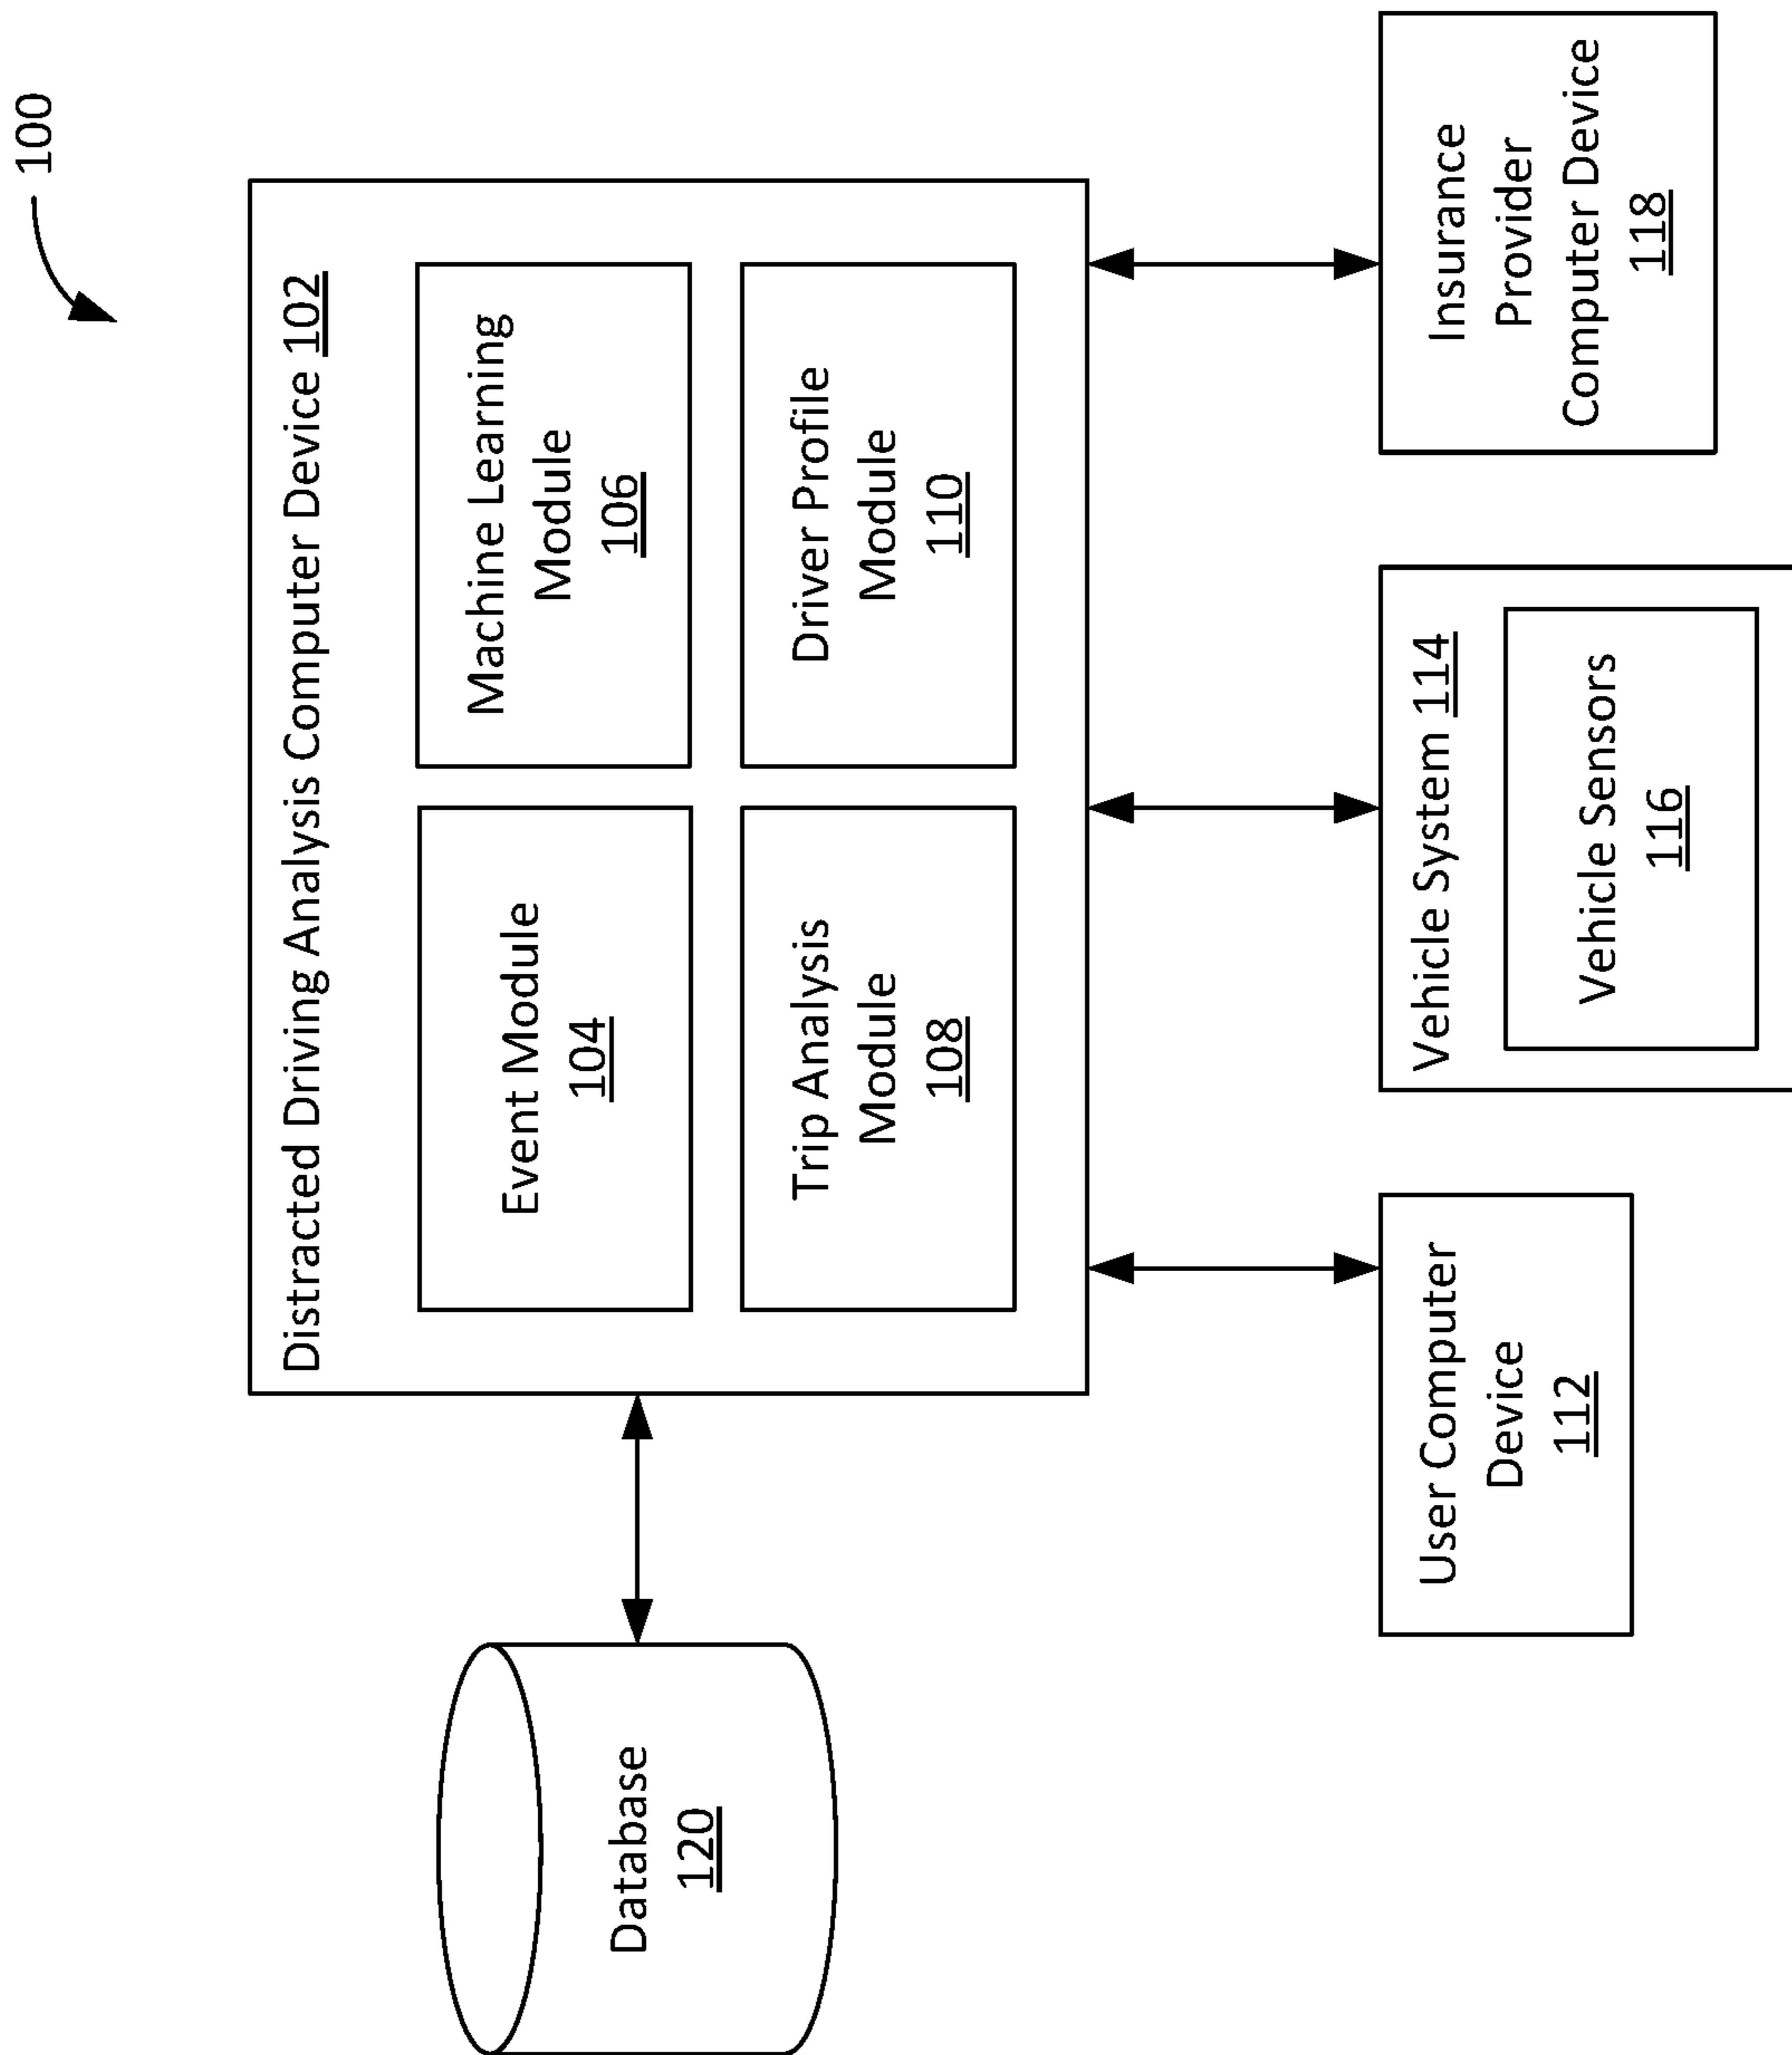 100
Distracted Driving Analysis Computer Device 102
Event Module
104
Machine Learning
Module
106
Trip Analysis
Module
108
Driver Profile
Module
110
Database
120
User Computer
Device
112
Vehicle System 114
Vehicle Sensors
116
Insurance
Provider
Computer Device
118